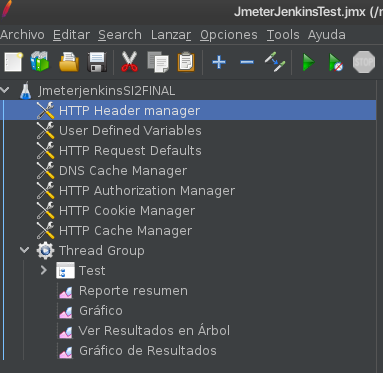 JmeterJenkinsTest.jmx (/r
Archivo Editar Search Lanzar Opciones Tools Ayuda
JmeterjenkinsSI2FINAL
HTTP Header manager
User Defined Variables
HTTP Request Defaults
DNS Cache Manager
HTTP Authorization Manager
HTTP Cookie Manager
HTTP Cache Manager
Thread Group
Test
Reporte resumen
Gráfico
Ver Resultados en Árbol
Gráfico de Resultados